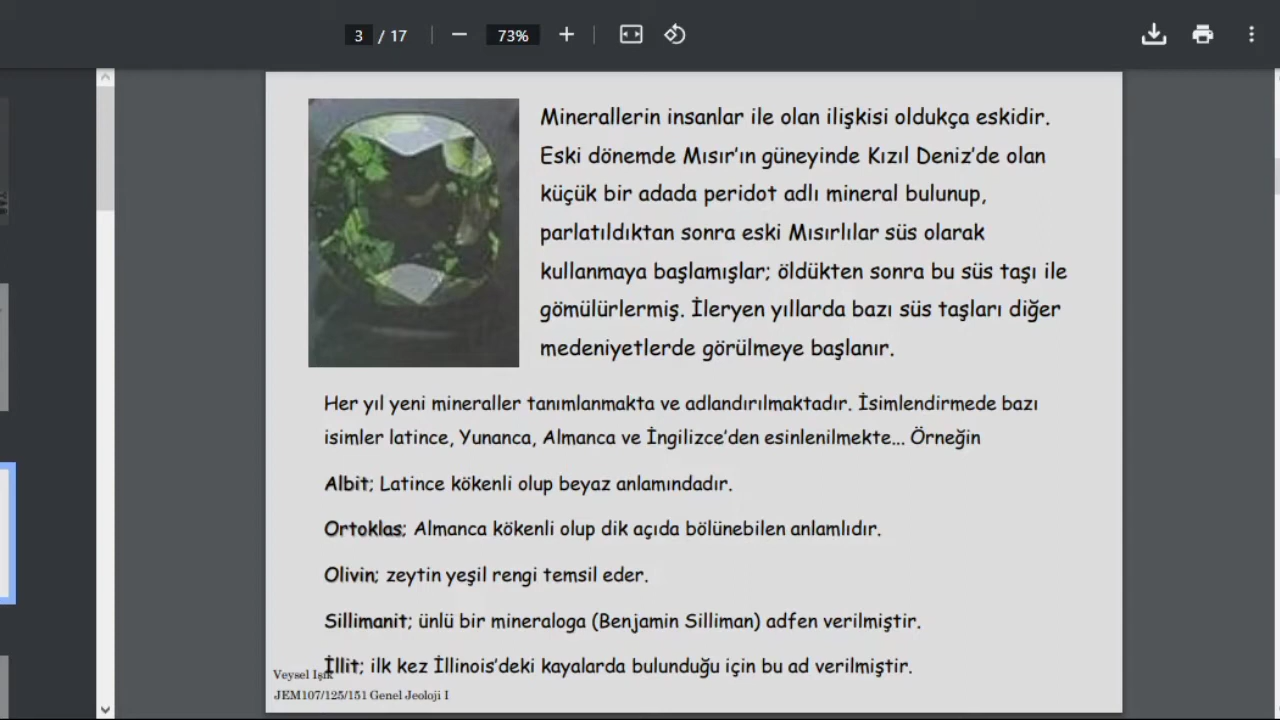 3 / 17
73%
Minerallerin insanlar ile olan ilişkisi oldukça eskidir.
Eski dönemde Mısır'ın güneyinde Kızıl Deniz'de olan
küçük bir adada peridot adlı mineral bulunup,
parlatıldıktan sonra eski Mısırlılar süs olarak
kullanmaya başlamışlar; öldükten sonra bu süs taşı ile
gömülürlermiş. İleryen yıllarda bazı süs taşları diğer
medeniyetlerde görülmeye başlanır.
Her yıl yeni mineraller tanımlanmakta ve adlandırılmaktadır. İsimlendirmede bazı
isimler latince, Yunanca, Almanca ve İngilizce'den esinlenilmekte... Örneğin
Albit; Latince kökenli olup beyaz anlamındadır.
Ortoklas; Almanca kökenli olup dik açıda bölünebilen anlamlıdır.
Olivin; zeytin yeşil rengi temsil eder.
Sillimanit; ünlü bir mineraloga (Benjamin Silliman) adfen verilmiştir.
İllit; ilk kez İllinois'deki kayalarda bulunduğu için bu ad verilmiştir.
Veysel Işık
JEM107/125/151 Genel Jeoloji I